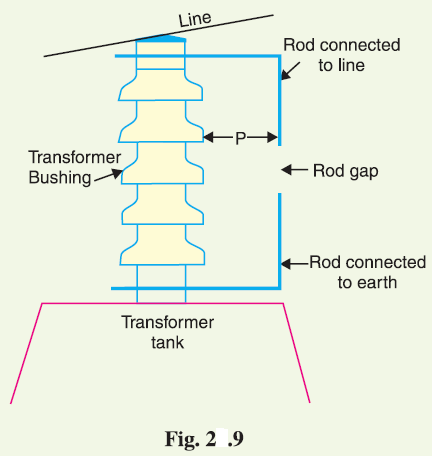 Line
Rod connected
to line
P
Transformer
Bushing
Rod gap
Rod connected
to earth
Transformer
tank
Fig. 2 .9